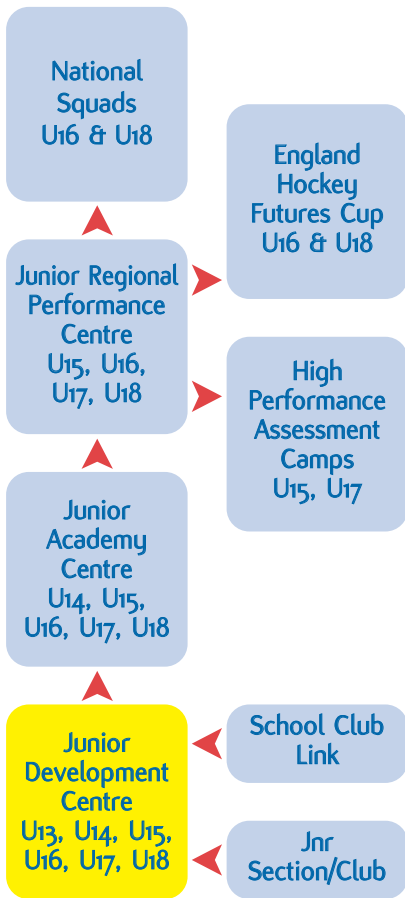 National
Squads
U16 & U18
England
Hockey
Futures Cup
U16 & U18
Junior Regional
Performance
Centre
U15, U16,
U17, U18
High
Performance
Assessment
Camps
U15, U17
Junior
Academy
Centre
U14, U15,
U16, U17, U18
Junior
Development
Centre
U13, U14, U15,
U16, U17, U18
School Club
Link
Jnr
Section/Club